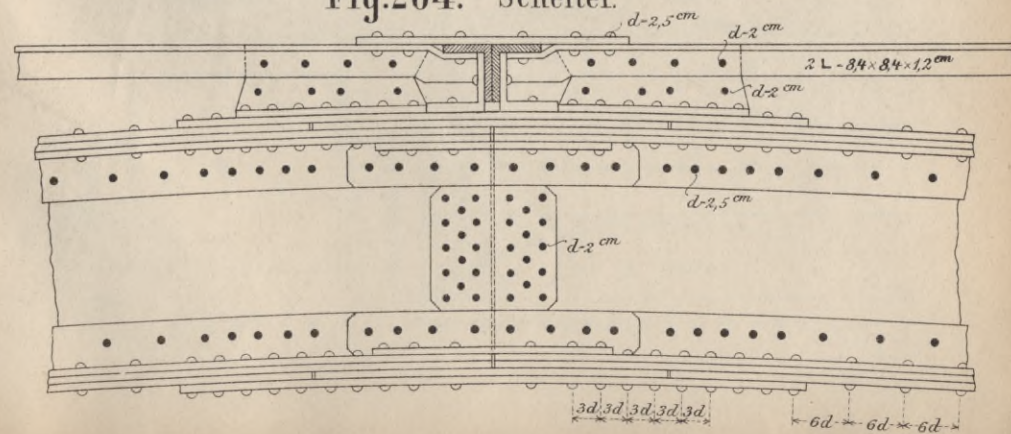 Fig.264. Scheitel.
d-2,5 cm
d-2 cm
2 L-8,4×8,4×1,2 cm
d-2 cm
d-2,5 cm
d-2 cm
3d 3d 3d 3d 3d
6d 6d 6d